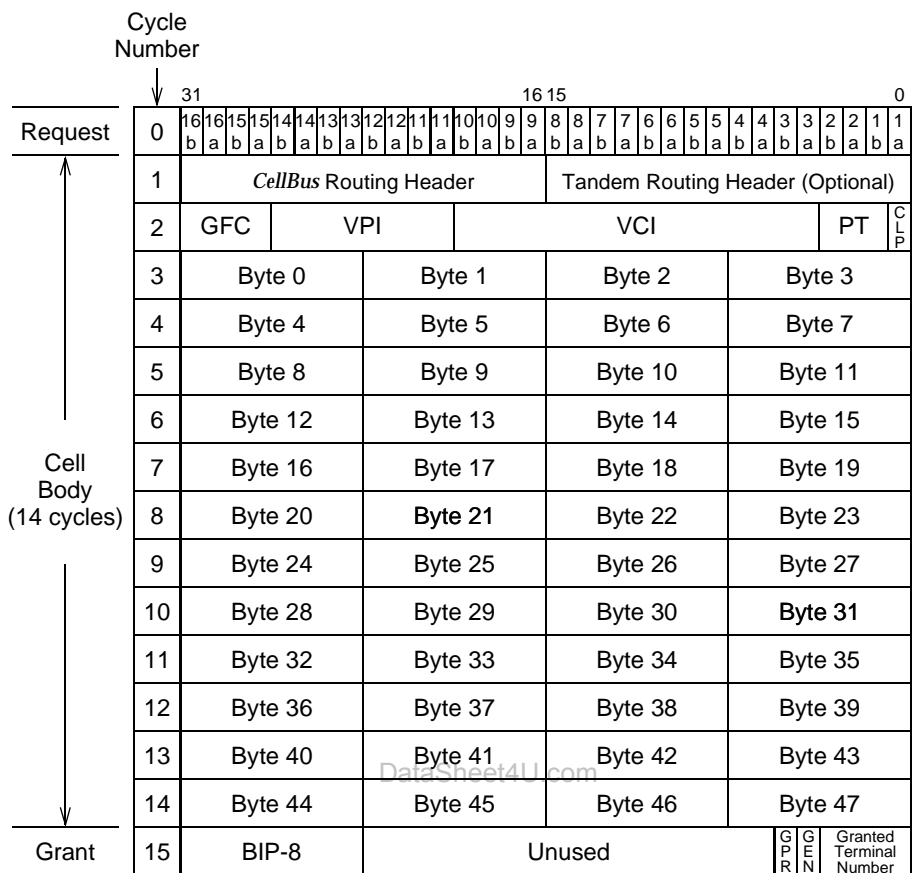 Cycle
Number
31 16 15 0
Request 0 16 16 15 15 14 14 13 13 12 12 11 11 10 10 9 9 8 8 7 7 6 6 5 5 4 4 3 3 2 2 1 1
b a b a b a b a b a b a b a b a b a b a b a b a b a b a b a b a
1 CellBus Routing Header Tandem Routing Header (Optional)
2 GFC VPI VCI PT CLP
3 Byte 0 Byte 1 Byte 2 Byte 3
4 Byte 4 Byte 5 Byte 6 Byte 7
5 Byte 8 Byte 9 Byte 10 Byte 11
6 Byte 12 Byte 13 Byte 14 Byte 15
Cell
Body
(14 cycles)
7 Byte 16 Byte 17 Byte 18 Byte 19
8 Byte 20 Byte 21 Byte 22 Byte 23
9 Byte 24 Byte 25 Byte 26 Byte 27
10 Byte 28 Byte 29 Byte 30 Byte 31
11 Byte 32 Byte 33 Byte 34 Byte 35
12 Byte 36 Byte 37 Byte 38 Byte 39
13 Byte 40 Byte 41 Byte 42 Byte 43
DataSheet4U.com
14 Byte 44 Byte 45 Byte 46 Byte 47
Grant 15 BIP-8 Unused GPR GEN Granted
Terminal
Number